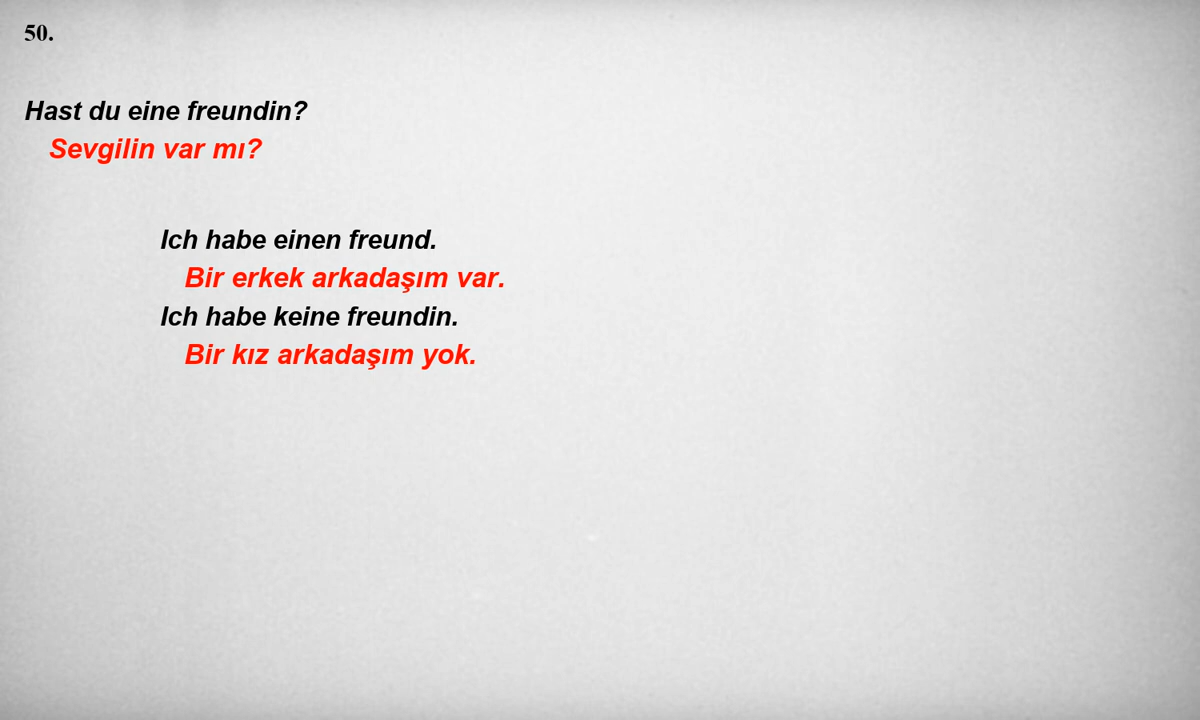 50.
Hast du eine freundin?
Sevgilin var mı?
Ich habe einen freund.
Bir erkek arkadaşım var.
Ich habe keine freundin.
Bir kız arkadaşım yok.